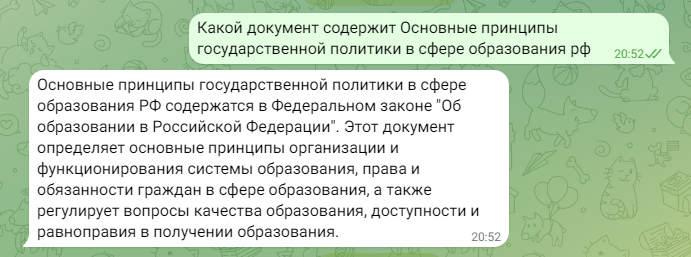 Какой документ содержит Основные принципы
государственной политики в сфере образования рф
20:52
Основные принципы государственной политики в сфере
образования РФ содержатся в Федеральном законе "Об
образовании в Российской Федерации". Этот документ
определяет основные принципы организации и
функционирования системы образования, права и
обязанности граждан в сфере образования, а также
регулирует вопросы качества образования, доступности и
равноправия в получении образования.
20:52